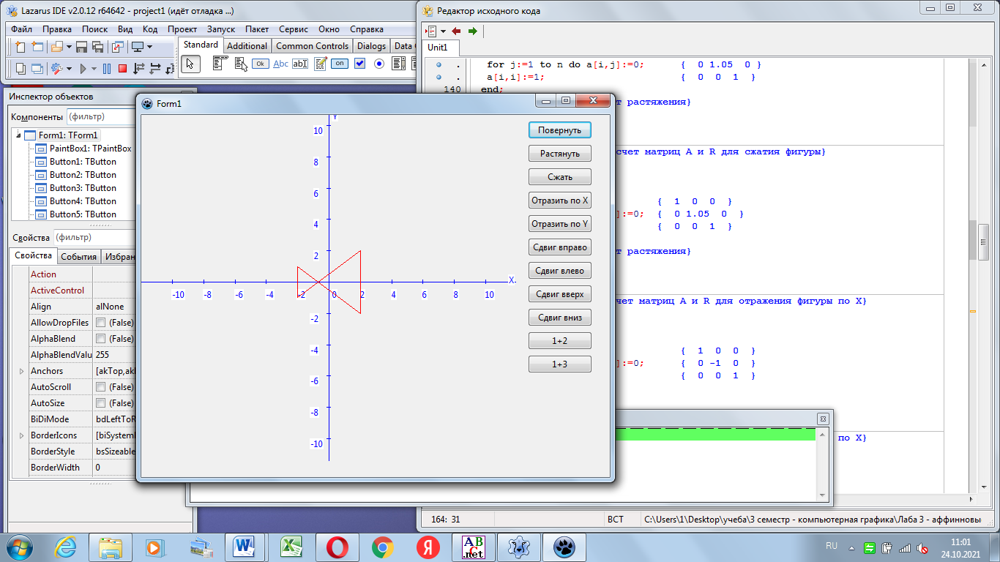 Lazarus IDE v2.0.12 r64642 - project1 (идёт отладка ...)
Файл Правка Поиск Вид Код Проект Запуск Пакет Сервис Окно Справка
Standard Additional Common Controls Dialogs Data
Ok Abc abI on
Инспектор объектов
Компоненты (фильтр)
Form1: TForm1
PaintBox1: TPaintBox
Button1: TButton
Button2: TButton
Button3: TButton
Button4: TButton
Button5: TButton
Свойства (фильтр)
Свойства События Избран
Action
ActiveControl
Align alNone
AllowDropFiles (False)
AlphaBlend (False)
AlphaBlendValu 255
Anchors [akTop,akl
AutoScroll (False)
AutoSize (False)
BiDiMode bdLeftToR
BorderIcons [biSystemI
BorderStyle bsSizeable
BorderWidth 0
Form1
Y
10
8
6
4
2
X
-10 -8 -6 -4 -2 0 2 4 6 8 10
-2
-4
-6
-8
-10
Повернуть
Растянуть
Сжать
Отразить по X
Отразить по Y
Сдвиг вправо
Сдвиг влево
Сдвиг вверх
Сдвиг вниз
1+2
1+3
Редактор исходного кода
Unit1
. for j:=1 to n do a[i,j]:=0; { 0 1.05 0 }
. a[i,i]:=1; { 0 0 1 }
140 end;
т растяжения}
счет матриц A и R для сжатия фигуры}
{ 1 0 0 }
]:=0; { 0 1.05 0 }
{ 0 0 1 }
т растяжения}
чет матриц A и R для отражения фигуры по X}
{ 1 0 0 }
]:=0; { 0 -1 0 }
{ 0 0 1 }
по X}
164: 31 ВСТ C:\Users\1\Desktop\учеба\3 семестр - компьютерная графика\Лаба 3 - аффинновы
ABC.net
RU
11:01
24.10.2021